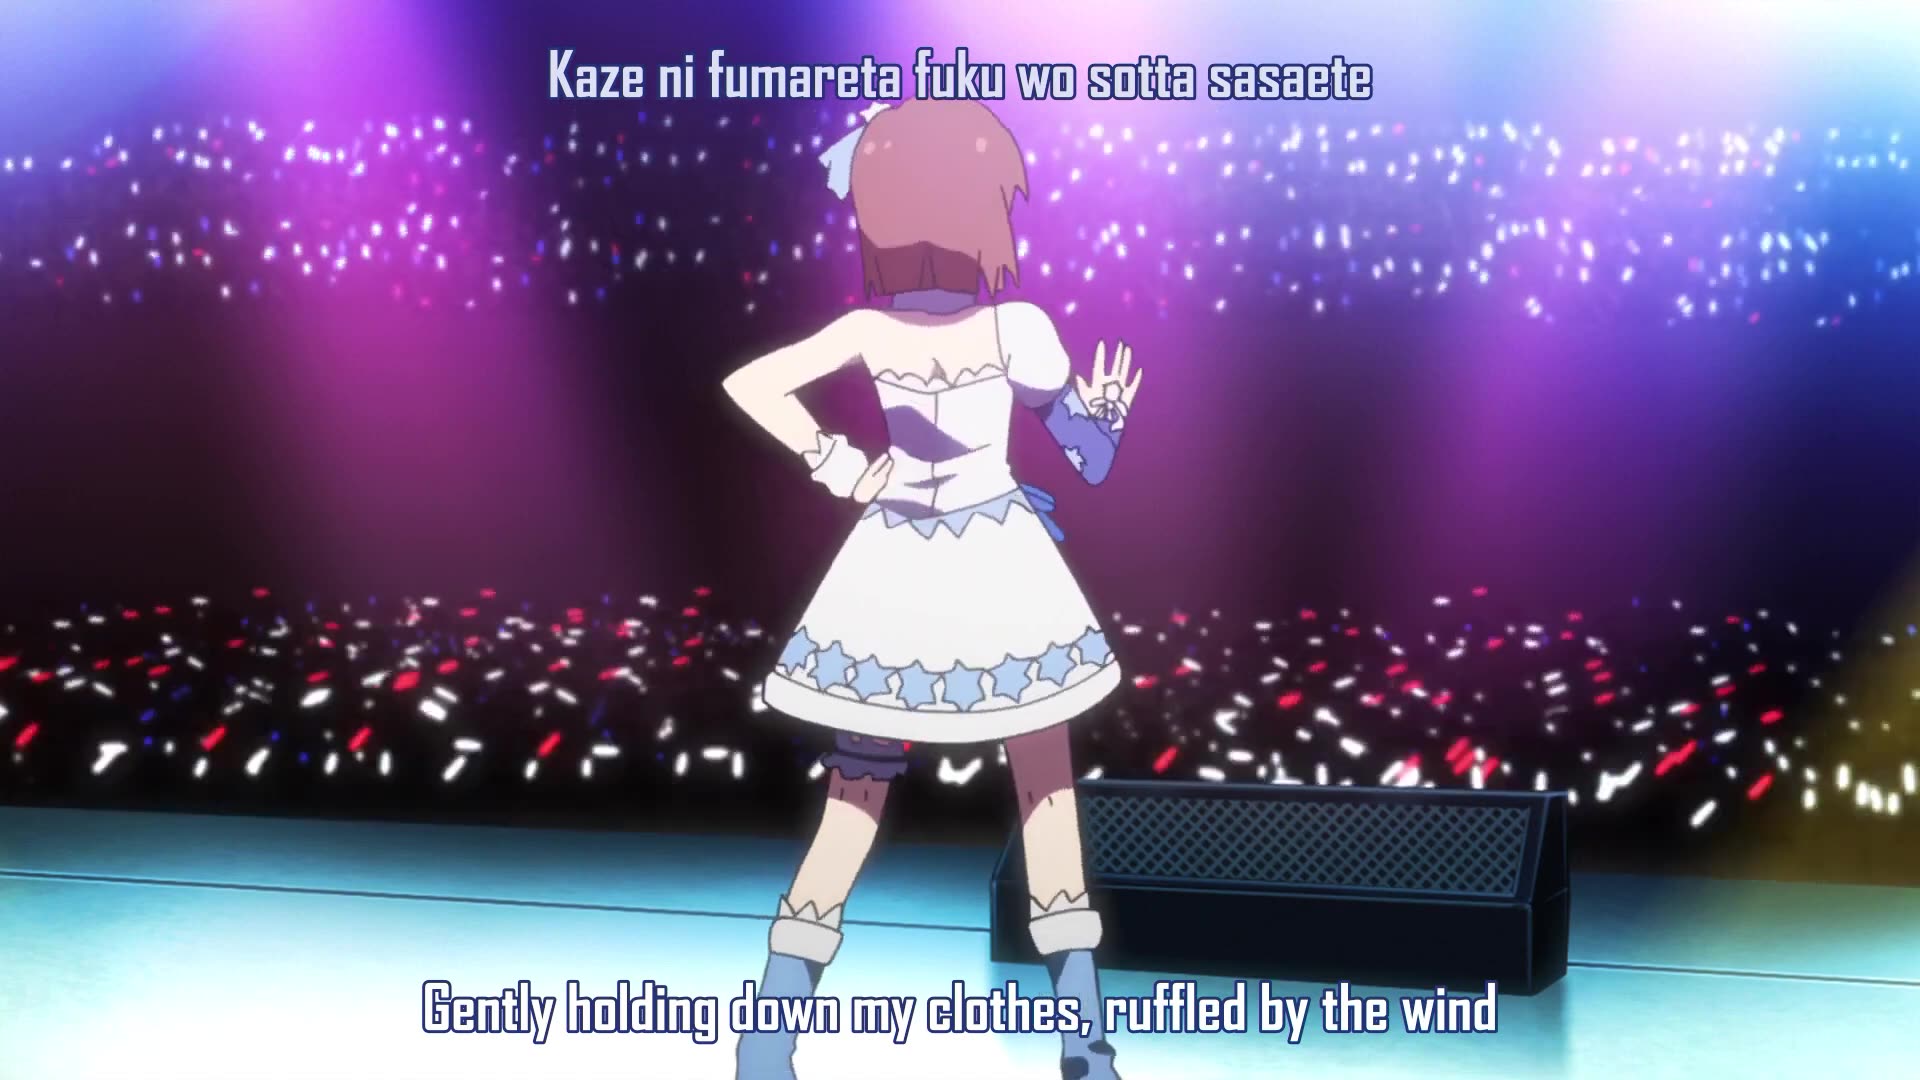 Kaze ni fumareta fuku wo sotta sasaete
Gently holding down my clothes, ruffled by the wind